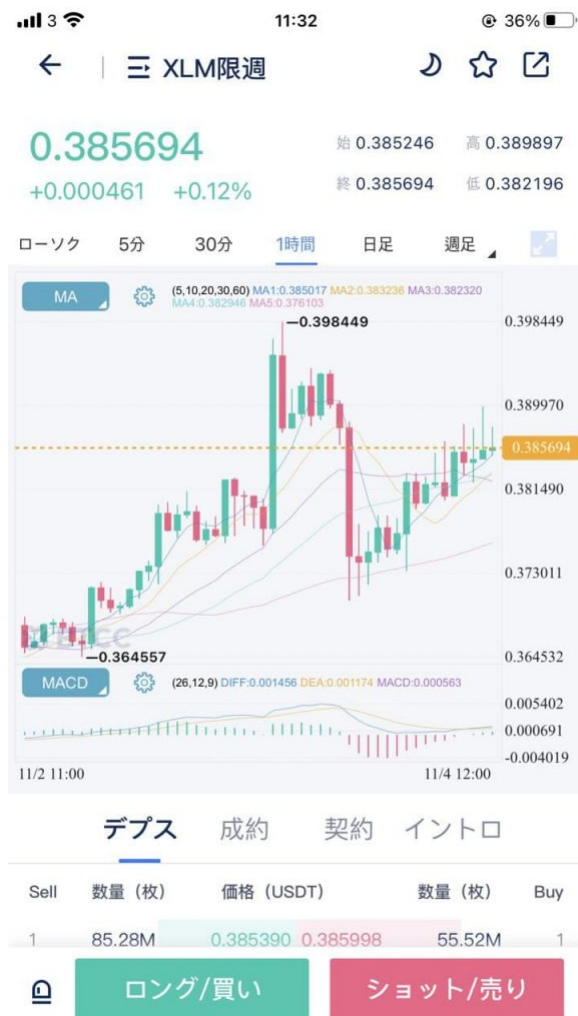 3 11:32 36%
XLM限週
0.385694
始 0.385246 高 0.389897
+0.000461 +0.12%
終 0.385694 低 0.382196
ローソク 5分 30分 1時間 日足 週足
MA (5,10,20,30,60) MA1:0.385017 MA2:0.383236 MA3:0.382320
MA4:0.382946 MA5:0.376103
0.398449
0.398449
0.389970
0.385694
0.381490
0.373011
0.364557
0.364532
MACD (26,12,9) DIFF:0.001456 DEA:0.001174 MACD:0.000563
0.005402
0.000691
-0.004019
11/2 11:00 11/4 12:00
デプス 成約 契約 イントロ
Sell 数量（枚） 価格（USDT） 数量（枚） Buy
1 85.28M 0.385390 0.385998 55.52M 1
ロング/買い ショット/売り